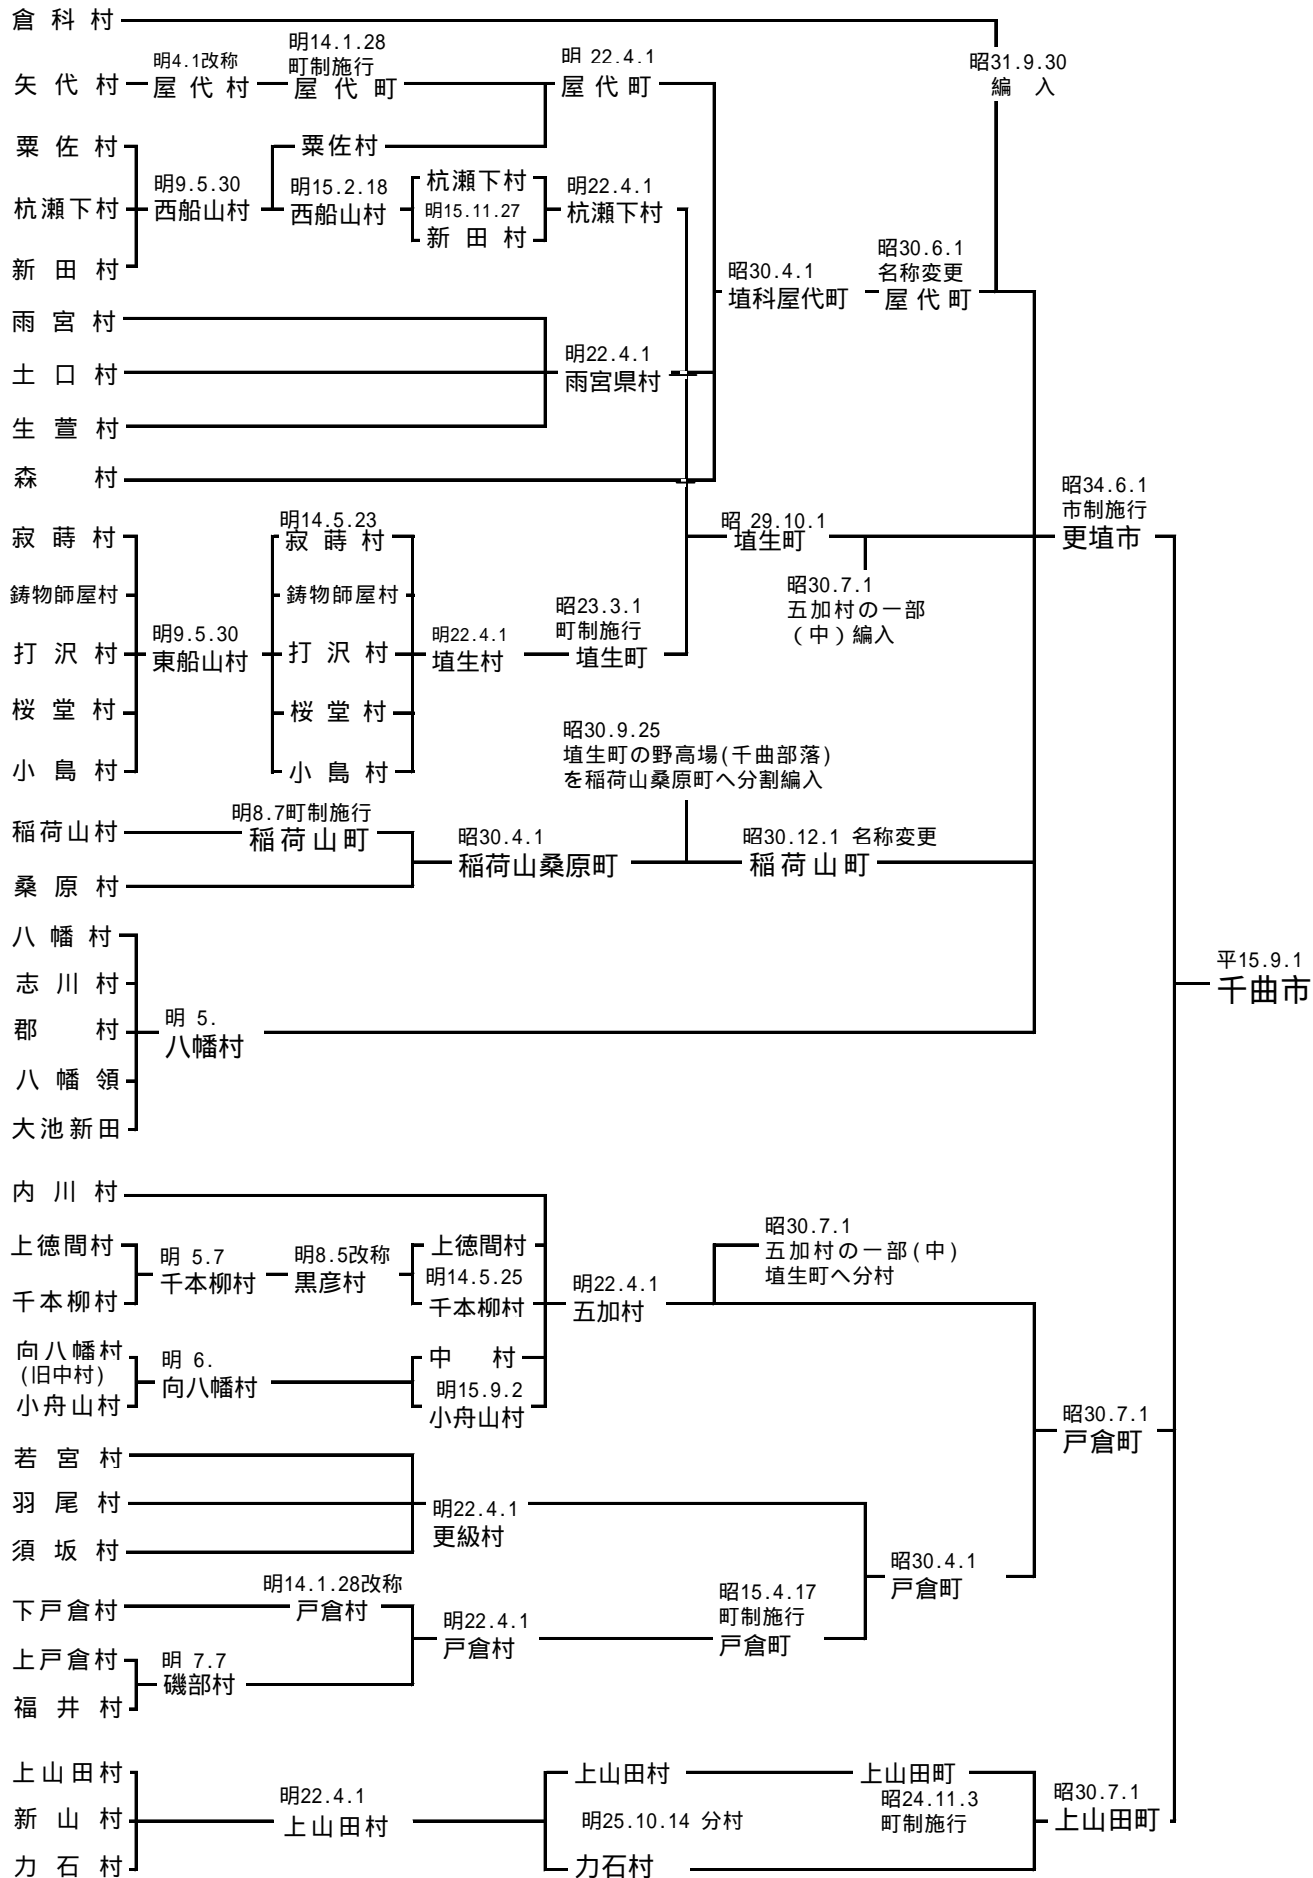 倉科村
昭31.9.30
編　入
矢代村
明4.1改称
屋代村
明14.1.28
町制施行
屋代町
明 22.4.1
屋代町
粟佐村
粟佐村
杭瀬下村
明9.5.30
西船山村
明15.2.18
西船山村
杭瀬下村
明15.11.27
新田村
明22.4.1
杭瀬下村
新田村
昭30.4.1
埴科屋代町
昭30.6.1
名称変更
屋代町
雨宮村
土口村
明22.4.1
雨宮県村
生萱村
森　村
昭34.6.1
市制施行
更埴市
寂蒔村
明14.5.23
寂蒔村
昭 29.10.1
埴生町
鋳物師屋村
鋳物師屋村
昭30.7.1
五加村の一部
（中）編入
打沢村
明9.5.30
東船山村
打沢村
明22.4.1
埴生村
昭23.3.1
町制施行
埴生町
桜堂村
桜堂村
小島村
小島村
昭30.9.25
埴生町の野高場(千曲部落)
を稲荷山桑原町へ分割編入
稲荷山村
明8.7町制施行
稲荷山町
昭30.4.1
稲荷山桑原町
昭30.12.1 名称変更
稲荷山町
桑原村
八幡村
志川村
郡　村
明 5.
八幡村
八幡領
大池新田
平15.9.1
千曲市
内川村
上徳間村
明 5.7
千本柳村
明8.5改称
黒彦村
上徳間村
明14.5.25
千本柳村
明22.4.1
五加村
昭30.7.1
五加村の一部(中)
埴生町へ分村
千本柳村
向八幡村
(旧中村)
明 6.
向八幡村
中　村
明15.9.2
小舟山村
小舟山村
昭30.7.1
戸倉町
若宮村
羽尾村
明22.4.1
更級村
須坂村
昭30.4.1
戸倉町
下戸倉村
明14.1.28改称
戸倉村
明22.4.1
戸倉村
昭15.4.17
町制施行
戸倉町
上戸倉村
明 7.7
磯部村
福井村
上山田村
上山田村
上山田町
昭24.11.3
町制施行
新山村
明22.4.1
上山田村
明25.10.14 分村
昭30.7.1
上山田町
力石村
力石村